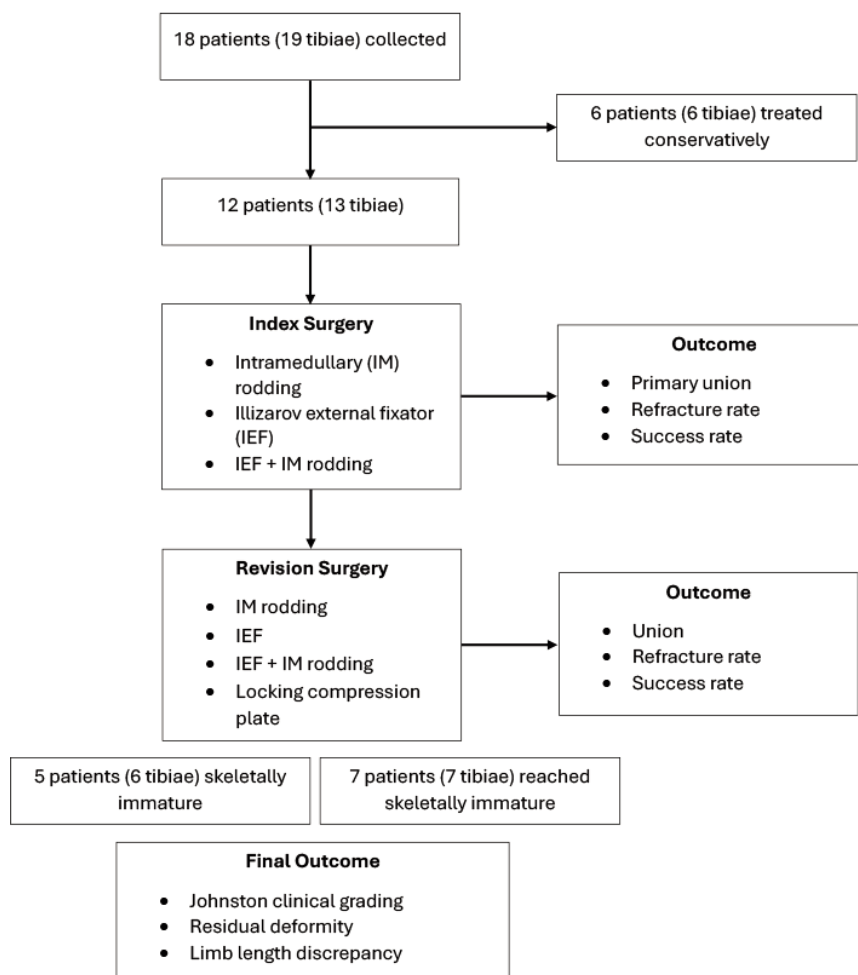 18 patients (19 tibiae) collected
6 patients (6 tibiae) treated
conservatively
12 patients (13 tibiae)
Index Surgery
• Intramedullary (IM)
rodding
• Illizarov external fixator
(IEF)
• IEF + IM rodding
Outcome
• Primary union
• Refracture rate
• Success rate
Revision Surgery
• IM rodding
• IEF
• IEF + IM rodding
• Locking compression
plate
Outcome
• Union
• Refracture rate
• Success rate
5 patients (6 tibiae) skeletally
immature
7 patients (7 tibiae) reached
skeletally immature
Final Outcome
• Johnston clinical grading
• Residual deformity
• Limb length discrepancy